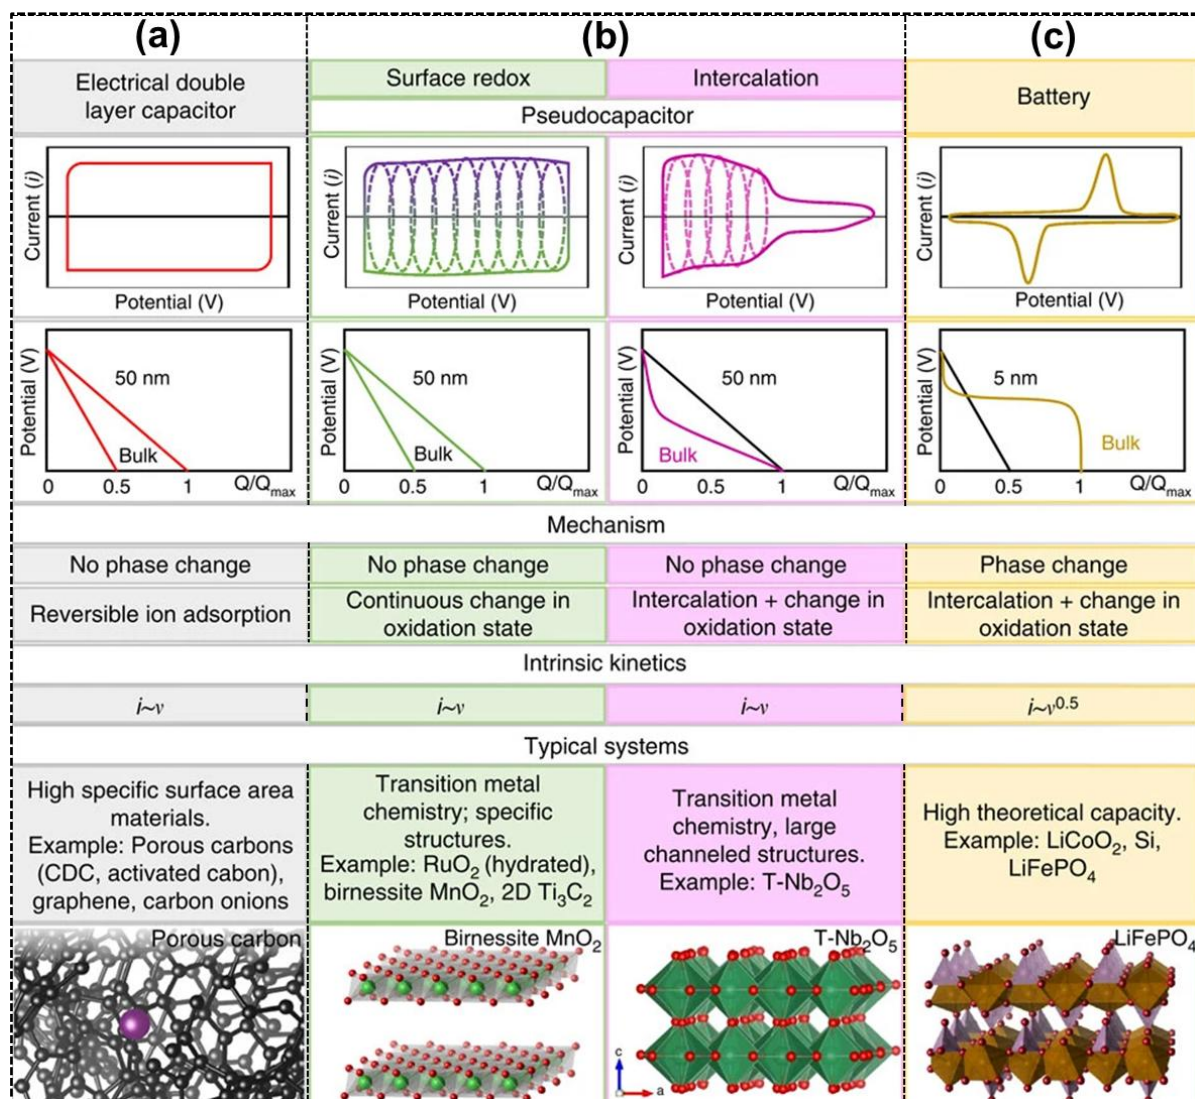 (a)
(b)
(c)
Electrical double
layer capacitor
Surface redox
Intercalation
Pseudocapacitor
Battery
Current (i)
Potential (V)
Current (i)
Potential (V)
Current (i)
Potential (V)
Current (i)
Potential (V)
Potential (V)
50 nm
Bulk
0 0.5 1 Q/Qmax
Potential (V)
50 nm
Bulk
0 0.5 1 Q/Qmax
Potential (V)
50 nm
Bulk
0 0.5 1 Q/Qmax
Potential (V)
5 nm
Bulk
0 0.5 1 Q/Qmax
Mechanism
No phase change
No phase change
No phase change
Phase change
Reversible ion adsorption
Continuous change in
oxidation state
Intercalation + change in
oxidation state
Intercalation + change in
oxidation state
Intrinsic kinetics
i~v
i~v
i~v
i~v^0.5
Typical systems
High specific surface area
materials.
Example: Porous carbons
(CDC, activated cabon),
graphene, carbon onions
Transition metal
chemistry; specific
structures.
Example: RuO2 (hydrated),
birnessite MnO2, 2D Ti3C2
Transition metal
chemistry, large
channeled structures.
Example: T-Nb2O5
High theoretical capacity.
Example: LiCoO2, Si,
LiFePO4
Porous carbon
Birnessite MnO2
T-Nb2O5
c
a
LiFePO4